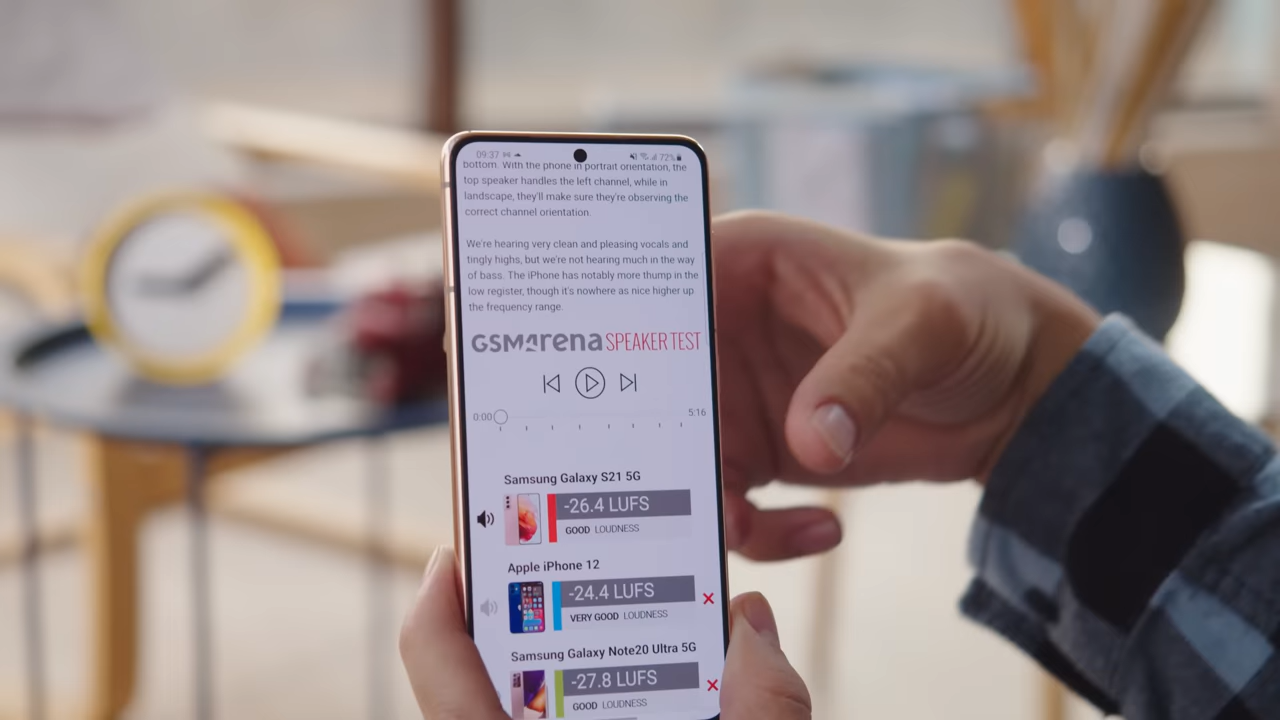 09:37
72%
bottom. With the phone in portrait orientation, the
top speaker handles the left channel, while in
landscape, they'll make sure they're observing the
correct channel orientation.
We're hearing very clean and pleasing vocals and
tingly highs, but we're not hearing much in the way
of bass. The iPhone has notably more thump in the
low register, though it's nowhere as nice higher up
the frequency range.
GSMArena SPEAKER TEST
0:00
5:16
Samsung Galaxy S21 5G
-26.4 LUFS
GOOD LOUDNESS
Apple iPhone 12
-24.4 LUFS
VERY GOOD LOUDNESS
Samsung Galaxy Note20 Ultra 5G
-27.8 LUFS
GOOD LOUDNESS